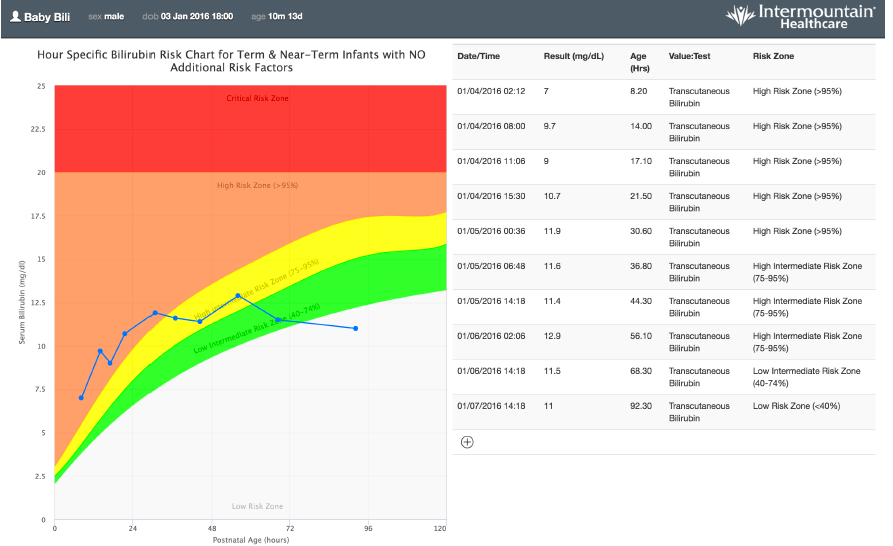 Baby Bili sex male dob 03 Jan 2016 18:00 age 10m 13d
Intermountain®
Healthcare
Hour Specific Bilirubin Risk Chart for Term & Near-Term Infants with NO
Additional Risk Factors
Serum Bilirubin (mg/dl)
25
22.5
20
17.5
15
12.5
10
7.5
5
2.5
0
Critical Risk Zone
High Risk Zone (>95%)
High Intermediate Risk Zone (75-95%)
Low Intermediate Risk Zone (40-74%)
Low Risk Zone
0 24 48 72 96 120
Postnatal Age (hours)
Date/Time Result (mg/dL) Age Value:Test Risk Zone
(Hrs)
01/04/2016 02:12 7 8.20 Transcutaneous High Risk Zone (>95%)
Bilirubin
01/04/2016 08:00 9.7 14.00 Transcutaneous High Risk Zone (>95%)
Bilirubin
01/04/2016 11:06 9 17.10 Transcutaneous High Risk Zone (>95%)
Bilirubin
01/04/2016 15:30 10.7 21.50 Transcutaneous High Risk Zone (>95%)
Bilirubin
01/05/2016 00:36 11.9 30.60 Transcutaneous High Risk Zone (>95%)
Bilirubin
01/05/2016 06:48 11.6 36.80 Transcutaneous High Intermediate Risk Zone
Bilirubin (75-95%)
01/05/2016 14:18 11.4 44.30 Transcutaneous High Intermediate Risk Zone
Bilirubin (75-95%)
01/06/2016 02:06 12.9 56.10 Transcutaneous High Intermediate Risk Zone
Bilirubin (75-95%)
01/06/2016 14:18 11.5 68.30 Transcutaneous Low Intermediate Risk Zone
Bilirubin (40-74%)
01/07/2016 14:18 11 92.30 Transcutaneous Low Risk Zone (<40%)
Bilirubin